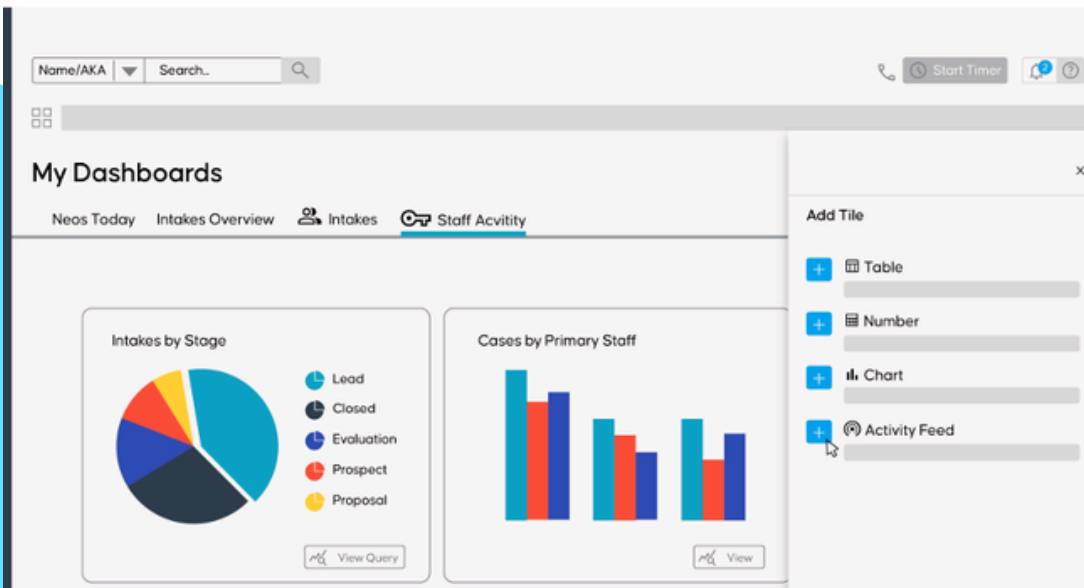 Name/AKA Search..
Start Timer 2 ?
My Dashboards
Neos Today Intakes Overview Intakes Staff Acvitity
Intakes by Stage
Lead
Closed
Evaluation
Prospect
Proposal
View Query
Cases by Primary Staff
View
x
Add Tile
Table
Number
Chart
Activity Feed